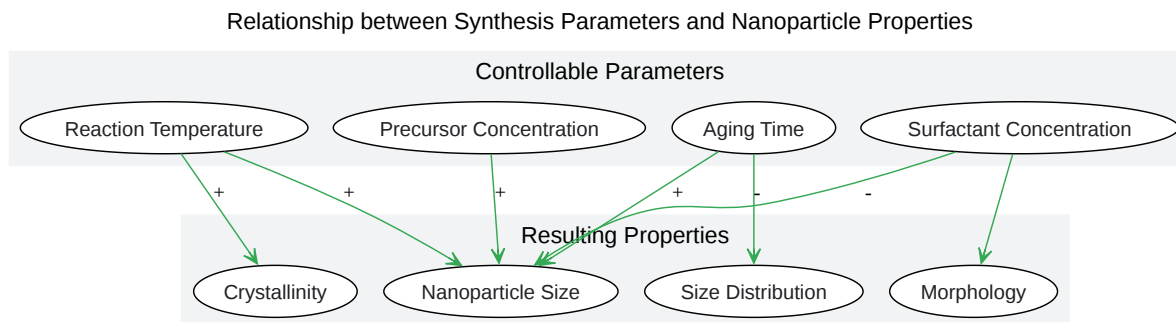 Relationship between Synthesis Parameters and Nanoparticle Properties
Controllable Parameters
Reaction Temperature
Precursor Concentration
Aging Time
Surfactant Concentration
+
+
+
+
-
-
Resulting Properties
Crystallinity
Nanoparticle Size
Size Distribution
Morphology